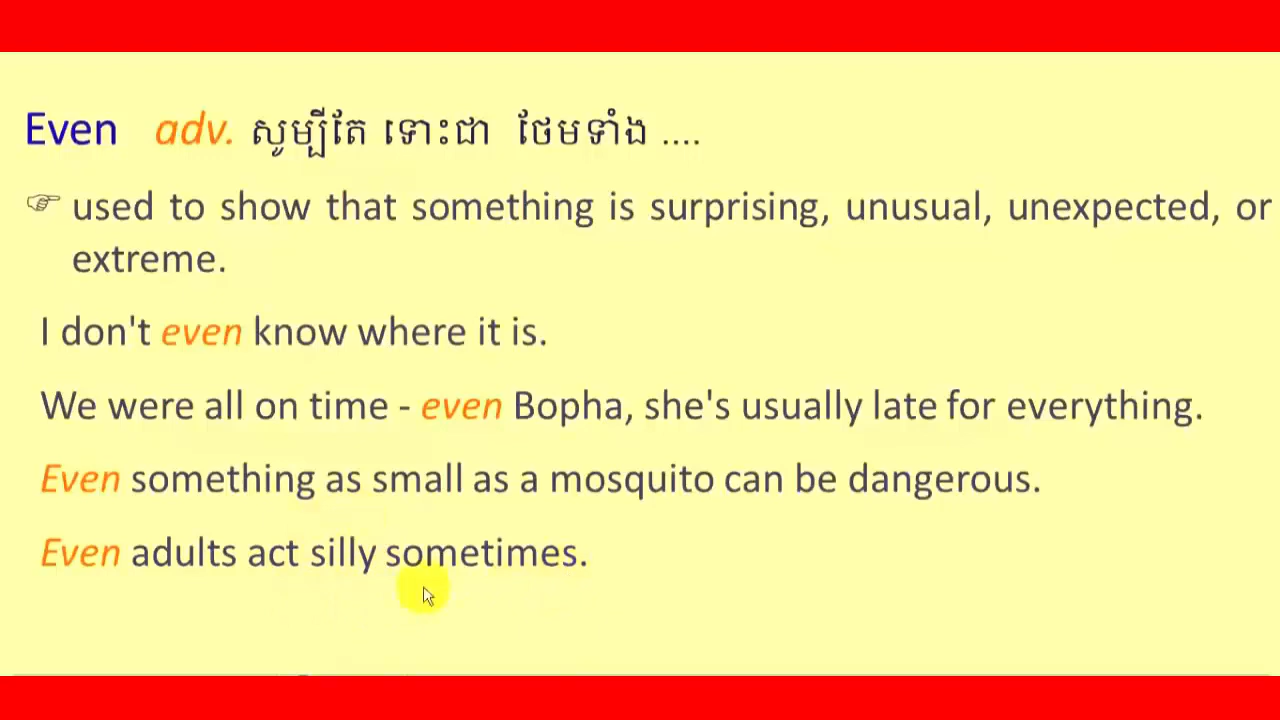 Even adv. សូម្បីតែ ទោះជា ថែមទាំង ....
☞ used to show that something is surprising, unusual, unexpected, or
extreme.
I don't even know where it is.
We were all on time - even Bopha, she's usually late for everything.
Even something as small as a mosquito can be dangerous.
Even adults act silly sometimes.